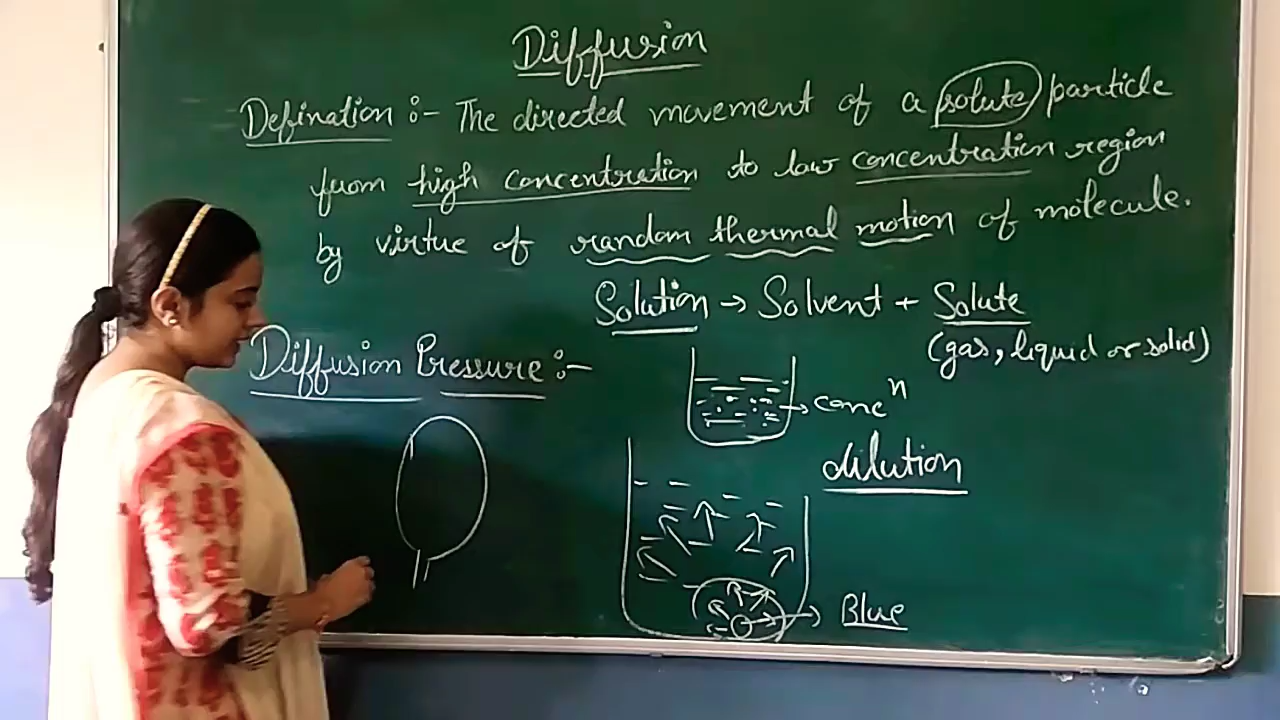 Diffusion
Defination :- The directed movement of a solute particle
from high concentration to low concentration region
by virtue of random thermal motion of molecule.
Solution → Solvent + Solute
(gas, liquid or solid)
Diffusion Pressure :-
→ concⁿ
dilution
→ Blue